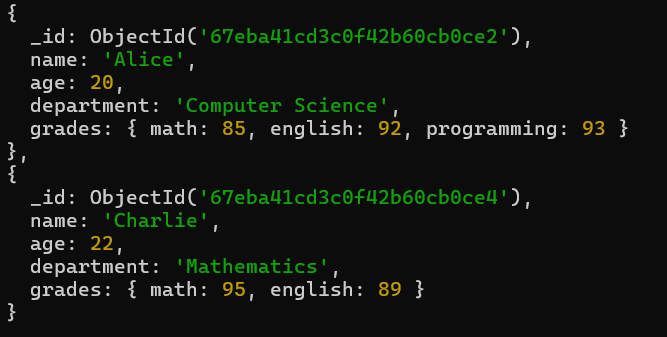 {
  _id: ObjectId('67eba41cd3c0f42b60cb0ce2'),
  name: 'Alice',
  age: 20,
  department: 'Computer Science',
  grades: { math: 85, english: 92, programming: 93 }
},
{
  _id: ObjectId('67eba41cd3c0f42b60cb0ce4'),
  name: 'Charlie',
  age: 22,
  department: 'Mathematics',
  grades: { math: 95, english: 89 }
}